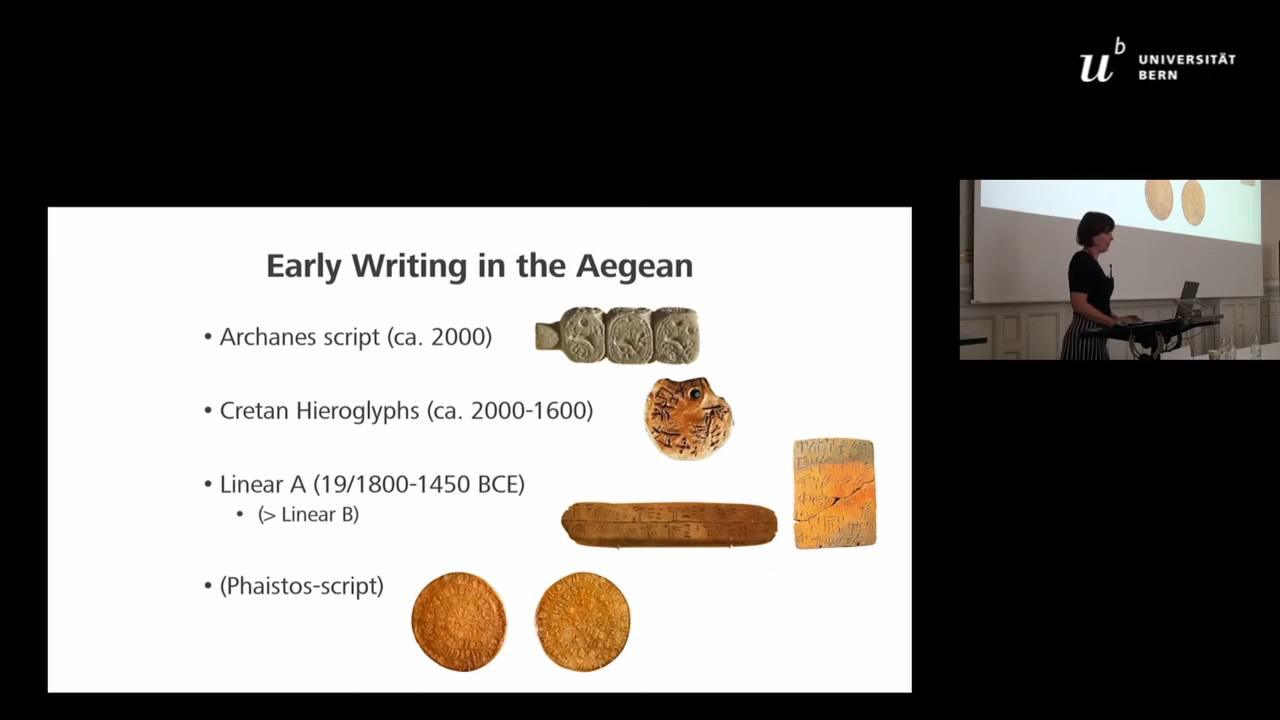 u^b UNIVERSITÄT
BERN
Early Writing in the Aegean
• Archanes script (ca. 2000)
• Cretan Hieroglyphs (ca. 2000-1600)
• Linear A (19/1800-1450 BCE)
• (> Linear B)
• (Phaistos-script)